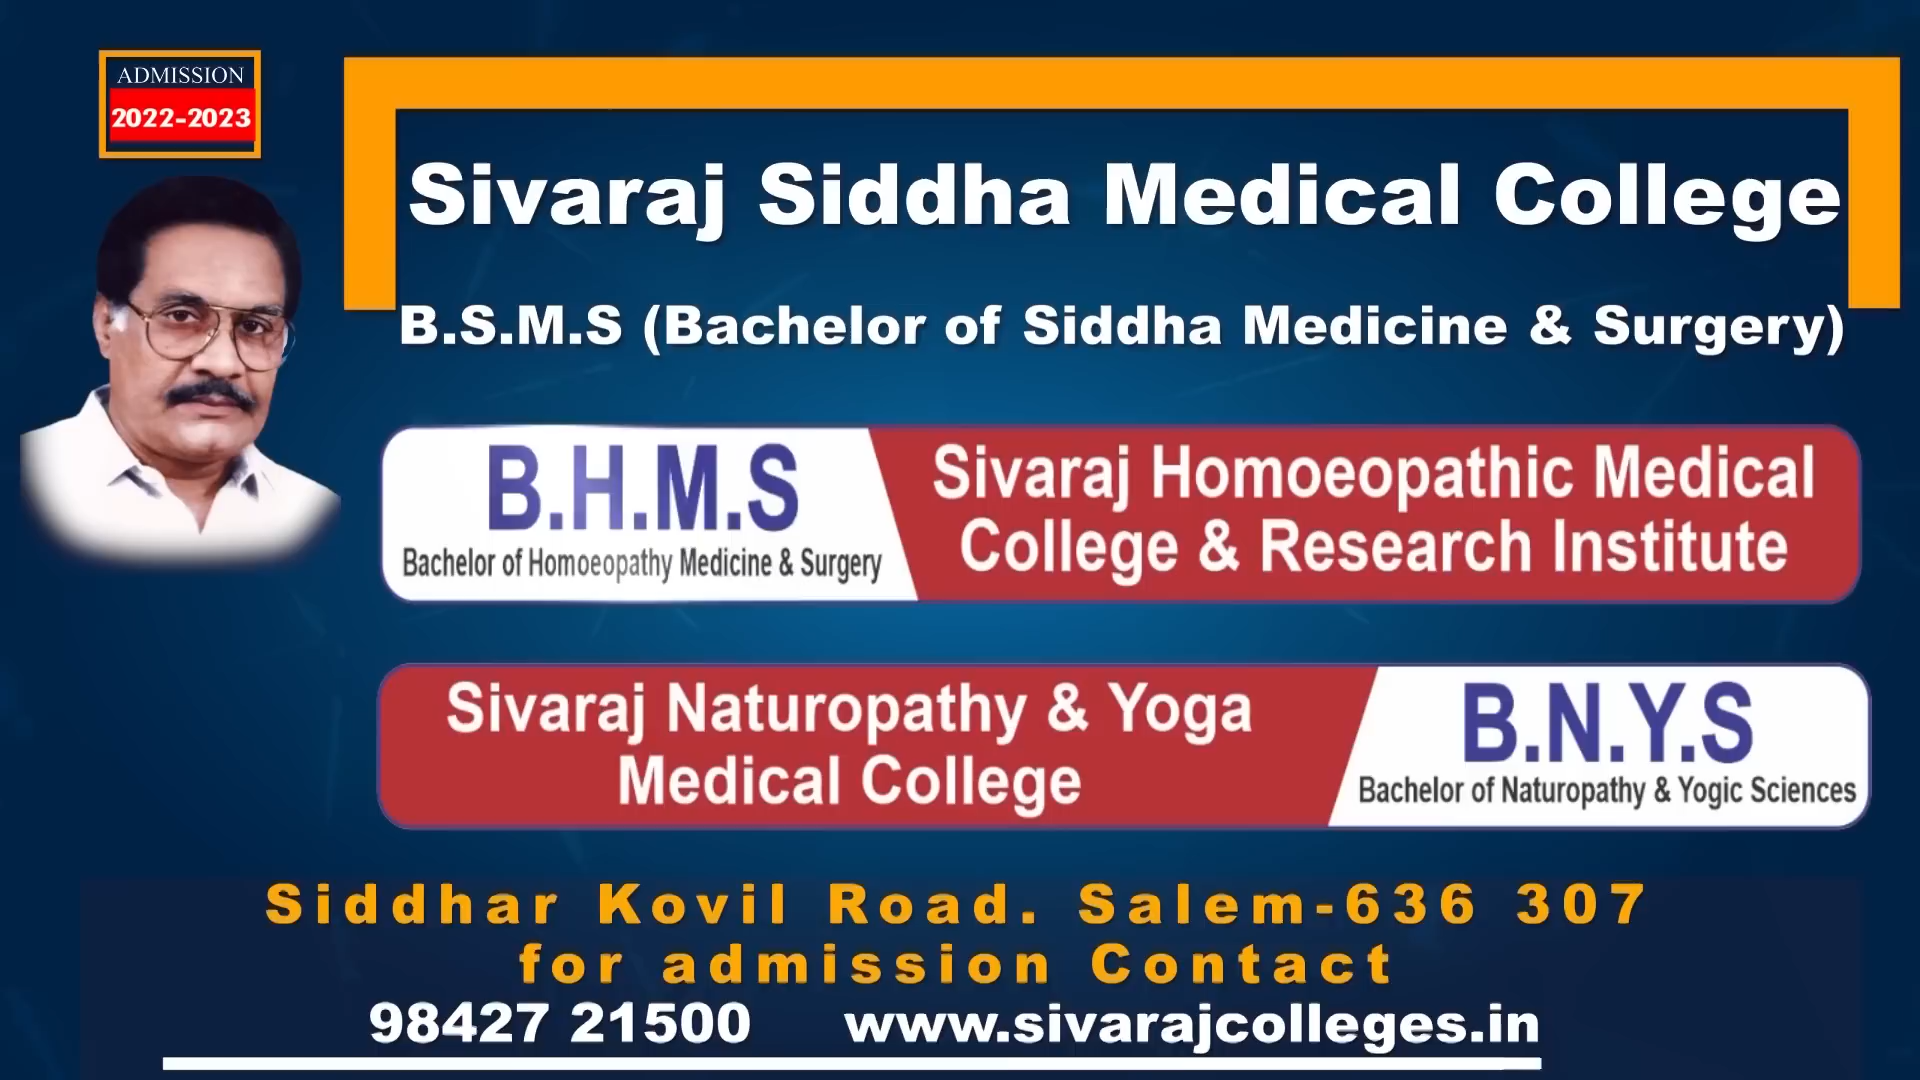 ADMISSION
2022-2023
Sivaraj Siddha Medical College
B.S.M.S (Bachelor of Siddha Medicine & Surgery)
B.H.M.S
Bachelor of Homoeopathy Medicine & Surgery
Sivaraj Homoeopathic Medical
College & Research Institute
Sivaraj Naturopathy & Yoga
Medical College
B.N.Y.S
Bachelor of Naturopathy & Yogic Sciences
Siddhar Kovil Road. Salem-636 307
for admission Contact
98427 21500 www.sivarajcolleges.in